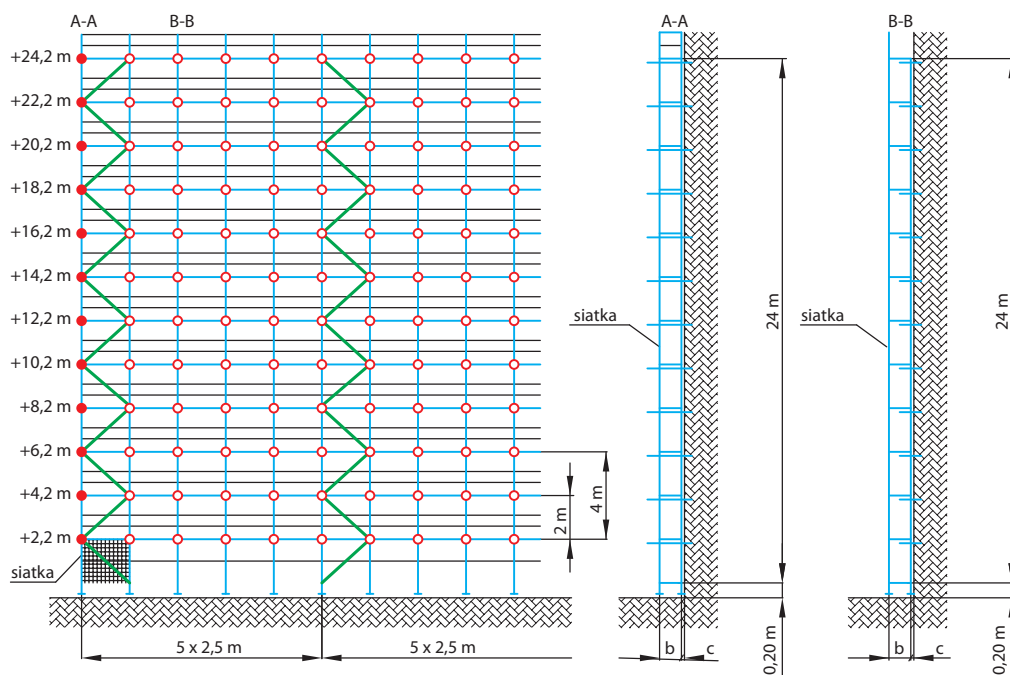 A-A
B-B
+24,2 m
+22,2 m
+20,2 m
+18,2 m
+16,2 m
+14,2 m
+12,2 m
+10,2 m
+8,2 m
+6,2 m
+4,2 m
+2,2 m
siatka
2 m
4 m
5 x 2,5 m
5 x 2,5 m
A-A
siatka
24 m
b
c
0,20 m
B-B
siatka
24 m
b
c
0,20 m